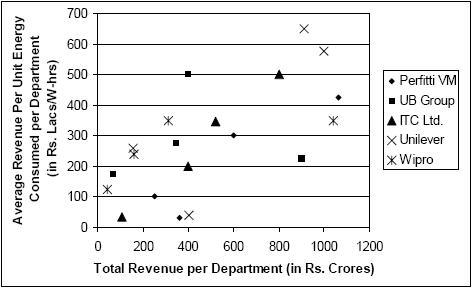 Average Revenue Per Unit Energy
Consumed per Department
(in Rs. Lacs/W-hrs)
700
600
500
400
300
200
100
0
0 200 400 600 800 1000 1200
Total Revenue per Department (in Rs. Crores)
Perfitti VM
UB Group
ITC Ltd.
Unilever
Wipro